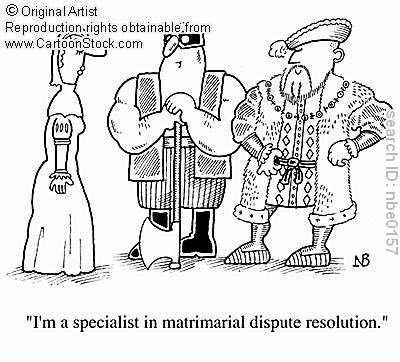 © Original Artist
Reproduction rights obtainable from
www.CartoonStock.com
search ID: nbe0157
NB
"I'm a specialist in matrimarial dispute resolution."